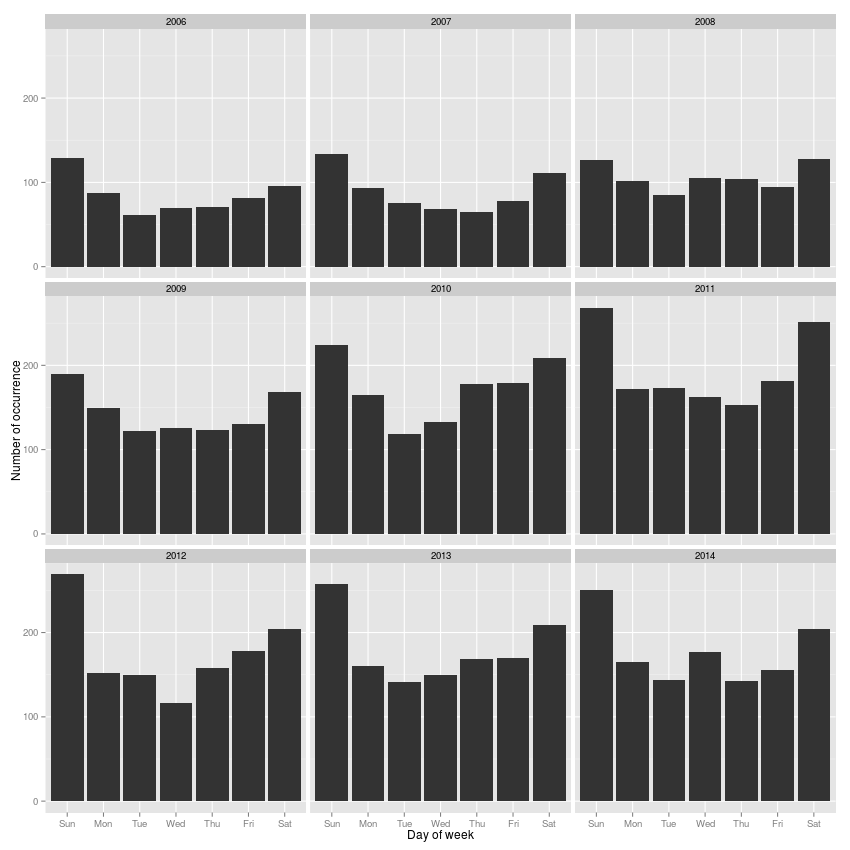 2006 2007 2008
200
100
0
2009 2010 2011
200
100
0
Number of occurrence
2012 2013 2014
200
100
0
Sun Mon Tue Wed Thu Fri Sat Sun Mon Tue Wed Thu Fri Sat Sun Mon Tue Wed Thu Fri Sat
Day of week